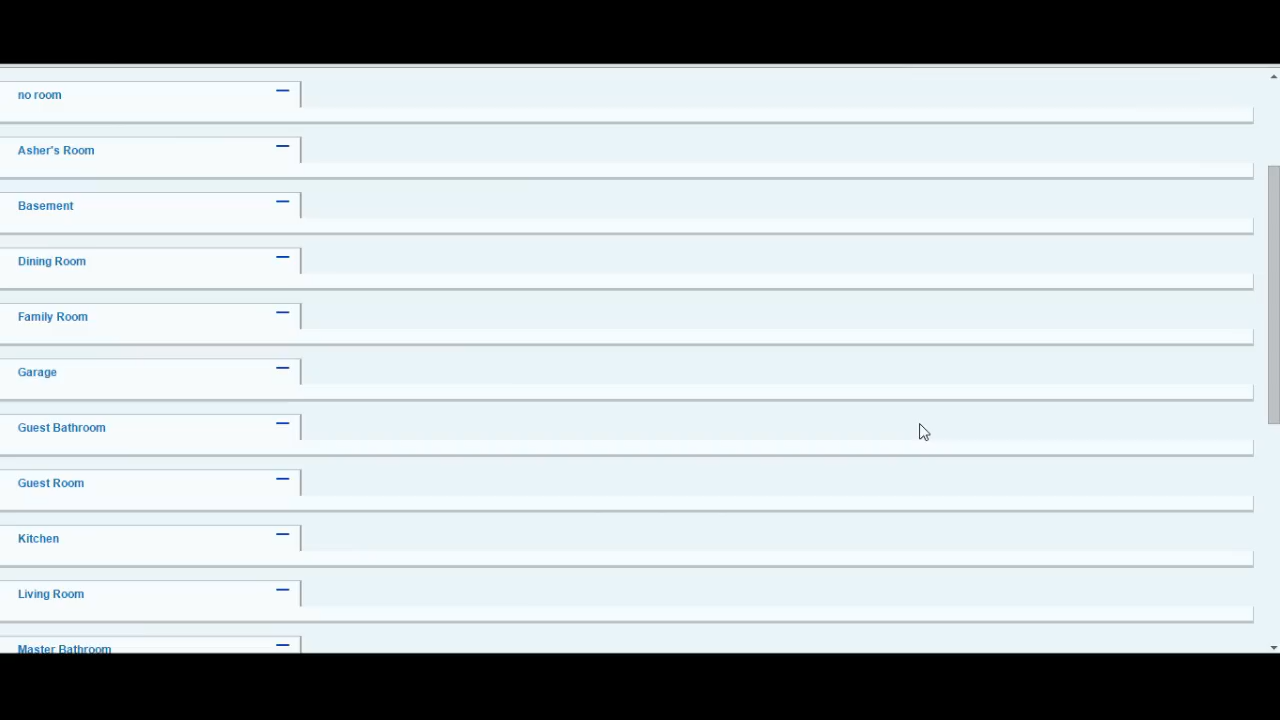 no room
Asher's Room
Basement
Dining Room
Family Room
Garage
Guest Bathroom
Guest Room
Kitchen
Living Room
Master Bathroom